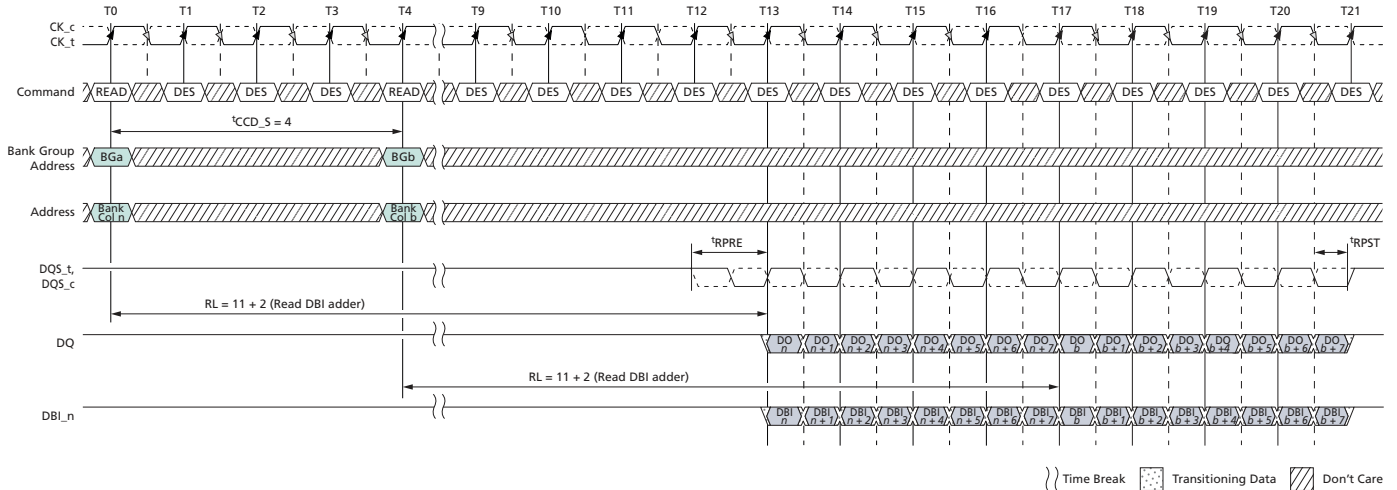 T0 T1 T2 T3 T4 T9 T10 T11 T12 T13 T14 T15 T16 T17 T18 T19 T20 T21
CK_c
CK_t
Command READ DES DES DES READ DES DES DES DES DES DES DES DES DES DES DES DES DES
tCCD_S = 4
Bank Group
Address
BGa BGb
Address
Bank
Col n
Bank
Col b
tRPRE tRPST
DQS_t,
DQS_c
RL = 11 + 2 (Read DBI adder)
DQ
DO
n
DO
n + 1
DO
n + 2
DO
n + 3
DO
n + 4
DO
n + 5
DO
n + 6
DO
n + 7
DO
b
DO
b + 1
DO
b + 2
DO
b + 3
DO
b + 4
DO
b + 5
DO
b + 6
DO
b + 7
RL = 11 + 2 (Read DBI adder)
DBI_n
DBI
n
DBI
n + 1
DBI
n + 2
DBI
n + 3
DBI
n + 4
DBI
n + 5
DBI
n + 6
DBI
n + 7
DBI
b
DBI
b + 1
DBI
b + 2
DBI
b + 3
DBI
b + 4
DBI
b + 5
DBI
b + 6
DBI
b + 7
Time Break Transitioning Data Don't Care